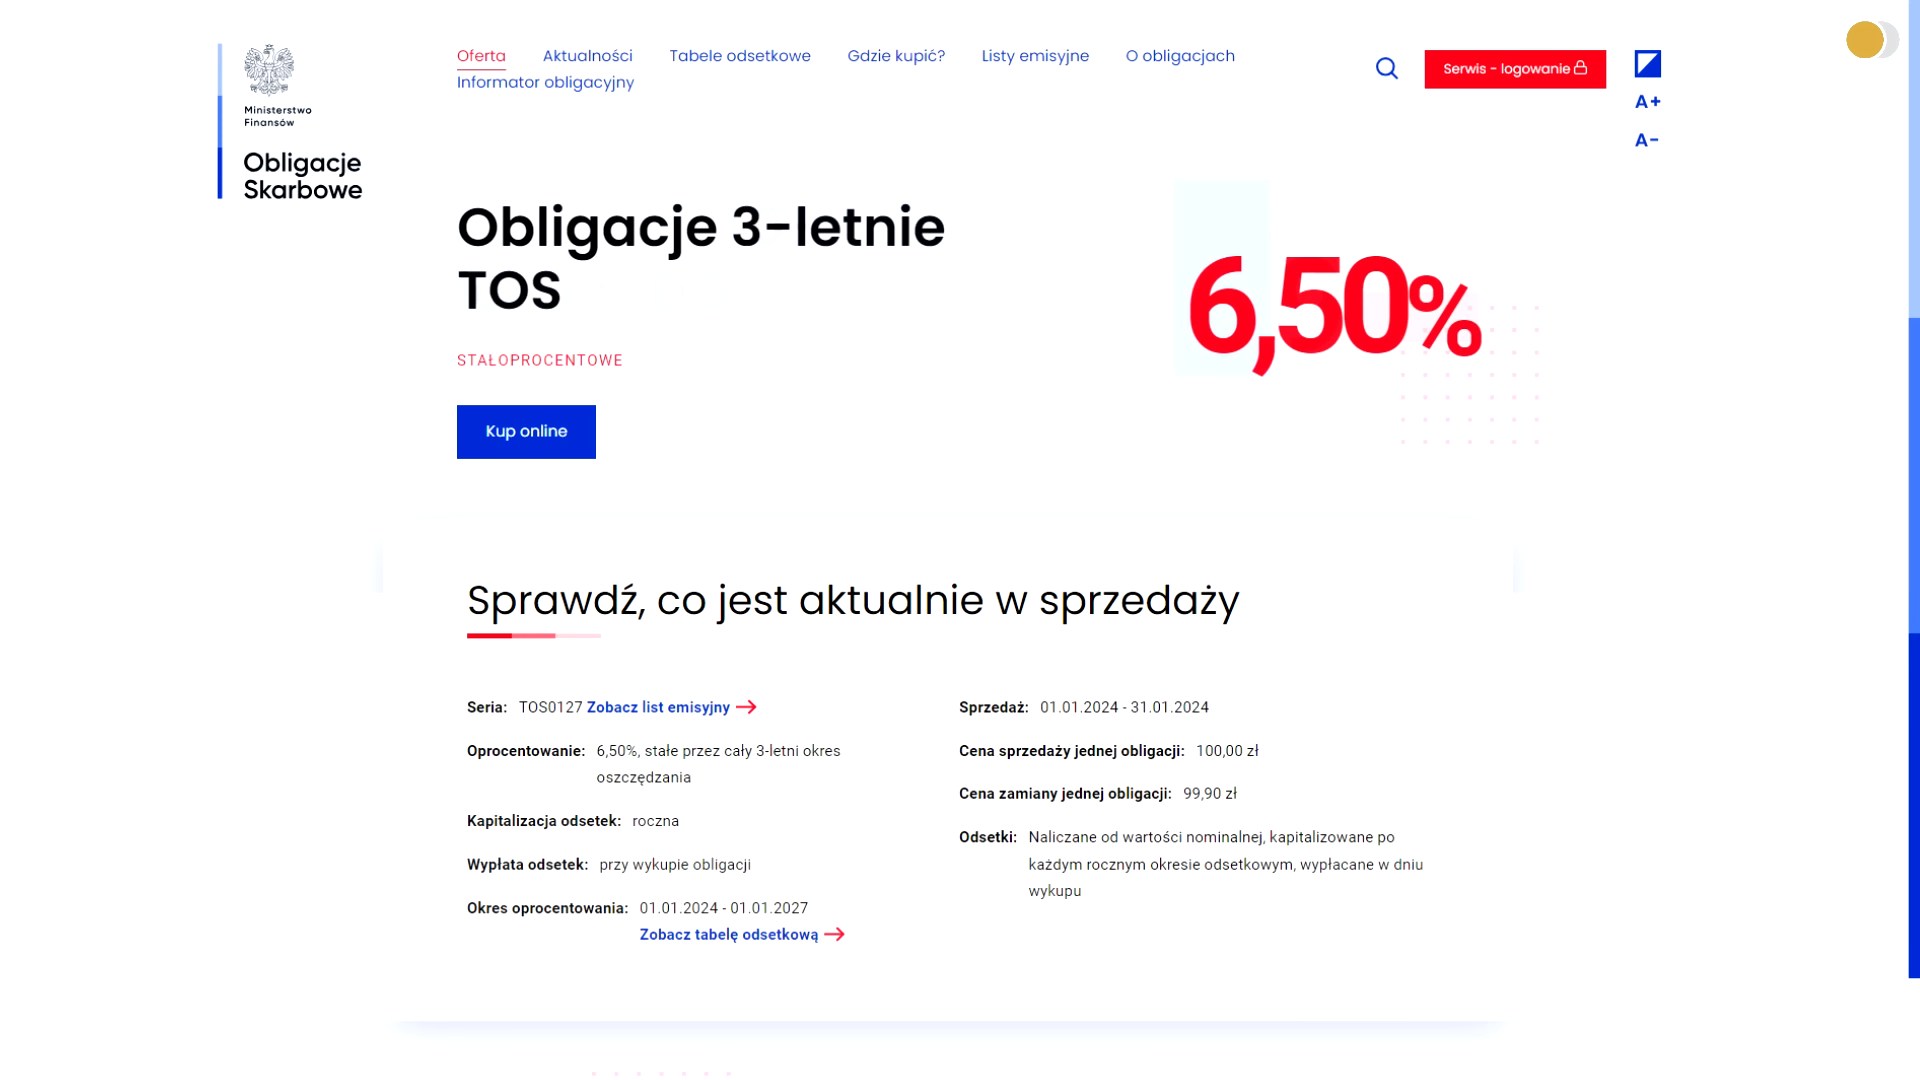 Ministerstwo
Finansów
Obligacje
Skarbowe
Oferta Aktualności Tabele odsetkowe Gdzie kupić? Listy emisyjne O obligacjach
Informator obligacyjny
Serwis - logowanie
A+
A-
Obligacje 3-letnie
TOS
6,50%
STAŁOPROCENTOWE
Kup online
Sprawdź, co jest aktualnie w sprzedaży
Seria: TOS0127 Zobacz list emisyjny
Oprocentowanie: 6,50%, stałe przez cały 3-letni okres
oszczędzania
Kapitalizacja odsetek: roczna
Wypłata odsetek: przy wykupie obligacji
Okres oprocentowania: 01.01.2024 - 01.01.2027
Zobacz tabelę odsetkową
Sprzedaż: 01.01.2024 - 31.01.2024
Cena sprzedaży jednej obligacji: 100,00 zł
Cena zamiany jednej obligacji: 99,90 zł
Odsetki: Naliczane od wartości nominalnej, kapitalizowane po
każdym rocznym okresie odsetkowym, wypłacane w dniu
wykupu